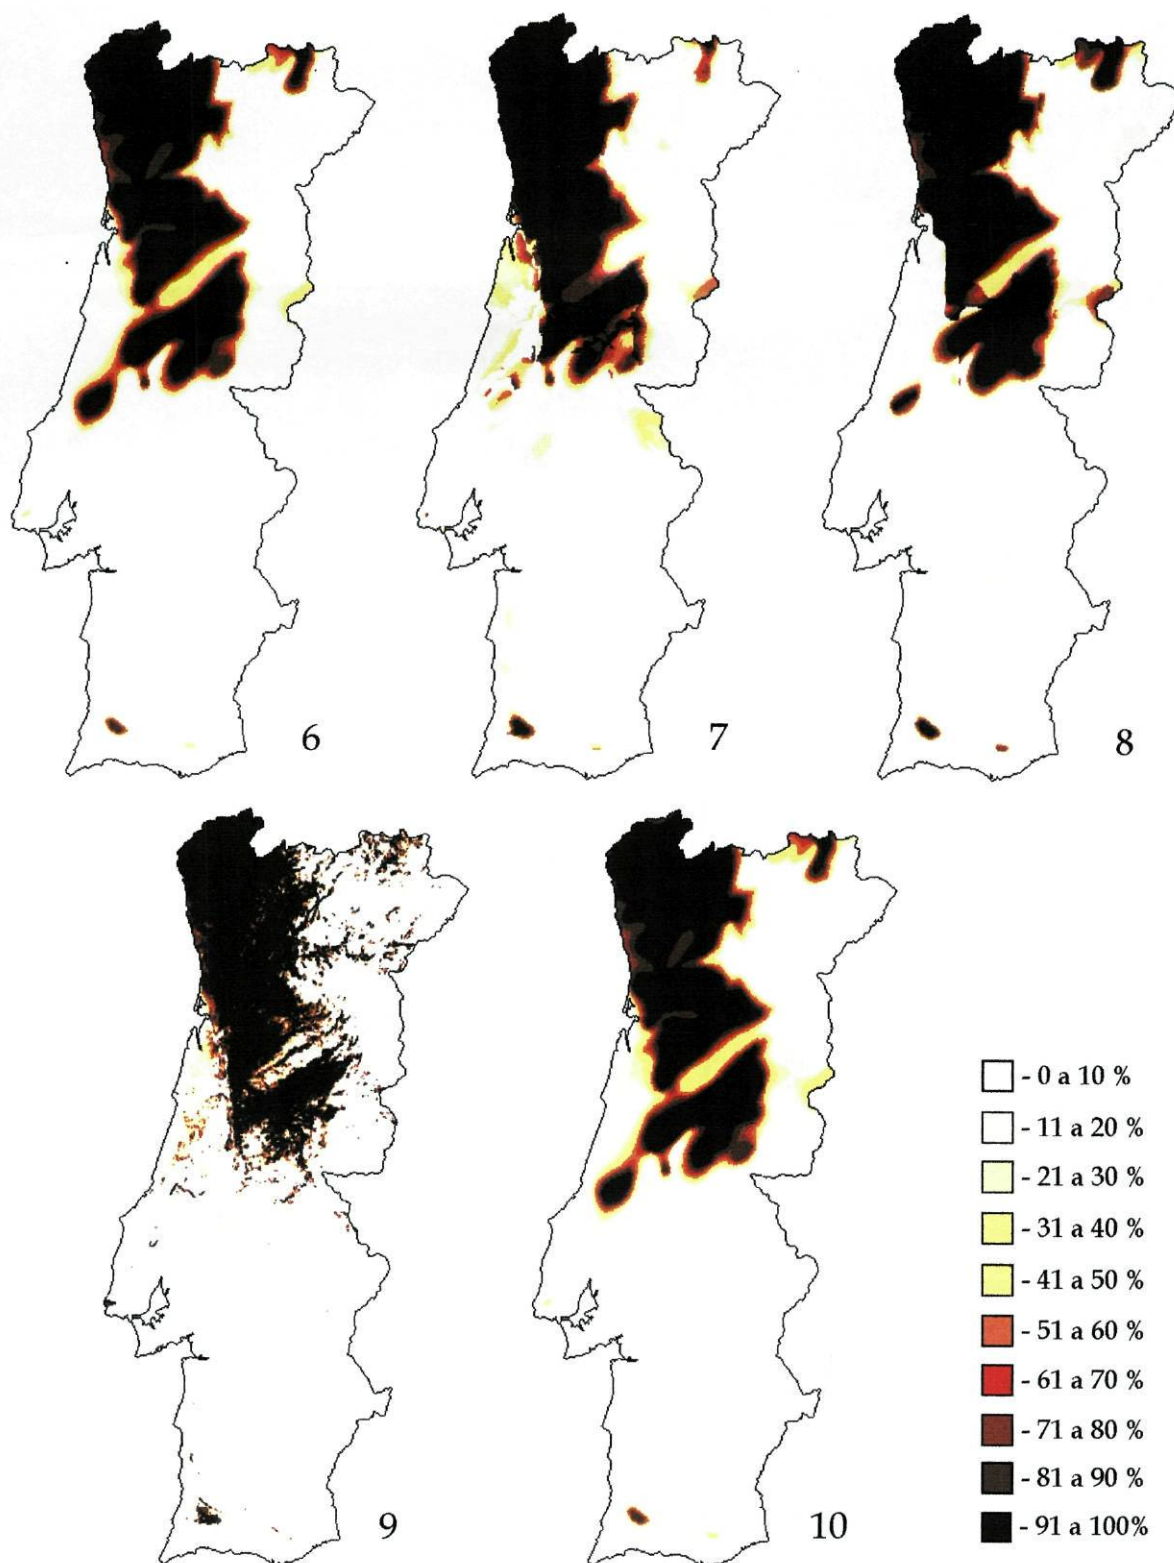 6
7
8
9
10
- 0 a 10 %
- 11 a 20 %
- 21 a 30 %
- 31 a 40 %
- 41 a 50 %
- 51 a 60 %
- 61 a 70 %
- 71 a 80 %
- 81 a 90 %
- 91 a 100%